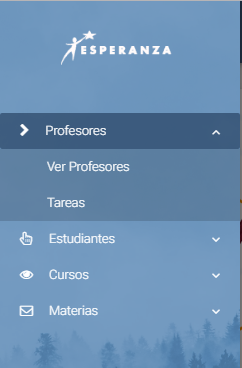 ESPERANZA
Profesores
Ver Profesores
Tareas
Estudiantes
Cursos
Materias